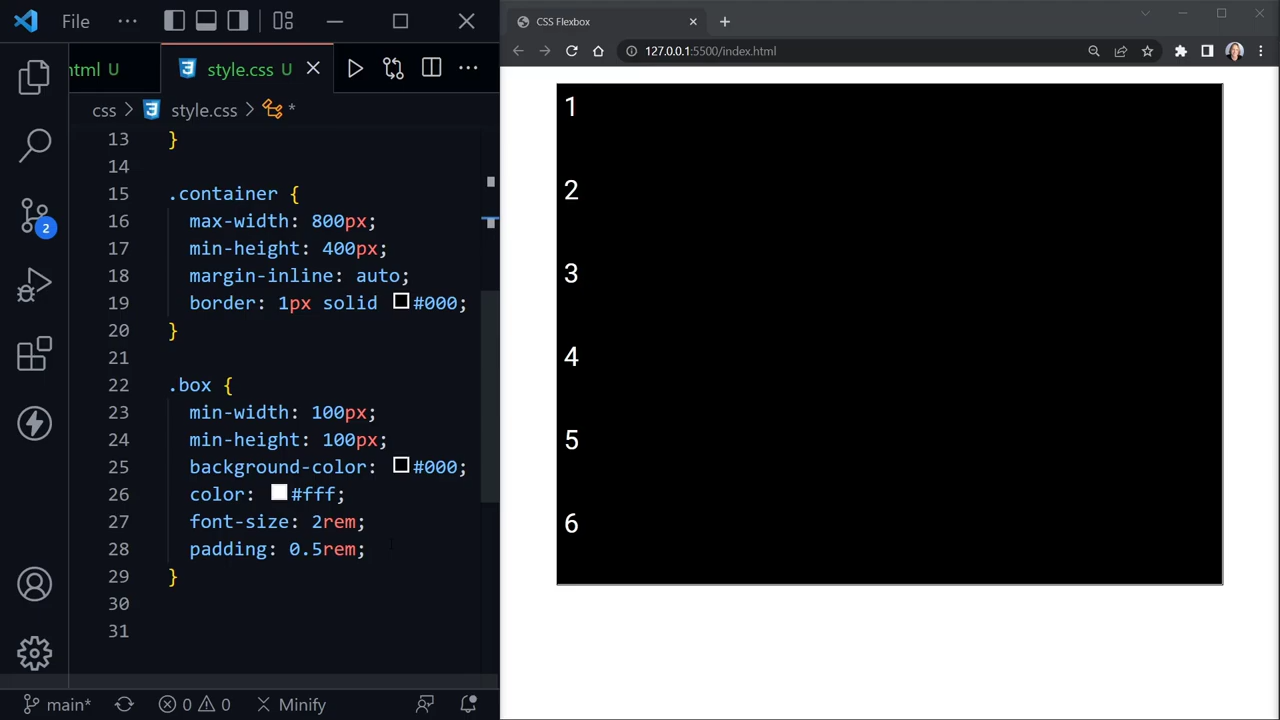 File
CSS Flexbox
html U
style.css U
127.0.0.1:5500/index.html
css > style.css > *
13 }
14
15 .container {
16 max-width: 800px;
17 min-height: 400px;
18 margin-inline: auto;
19 border: 1px solid #000;
20 }
21
22 .box {
23 min-width: 100px;
24 min-height: 100px;
25 background-color: #000;
26 color: #fff;
27 font-size: 2rem;
28 padding: 0.5rem;
29 }
30
31
2
main* 0 0 Minify
1
2
3
4
5
6